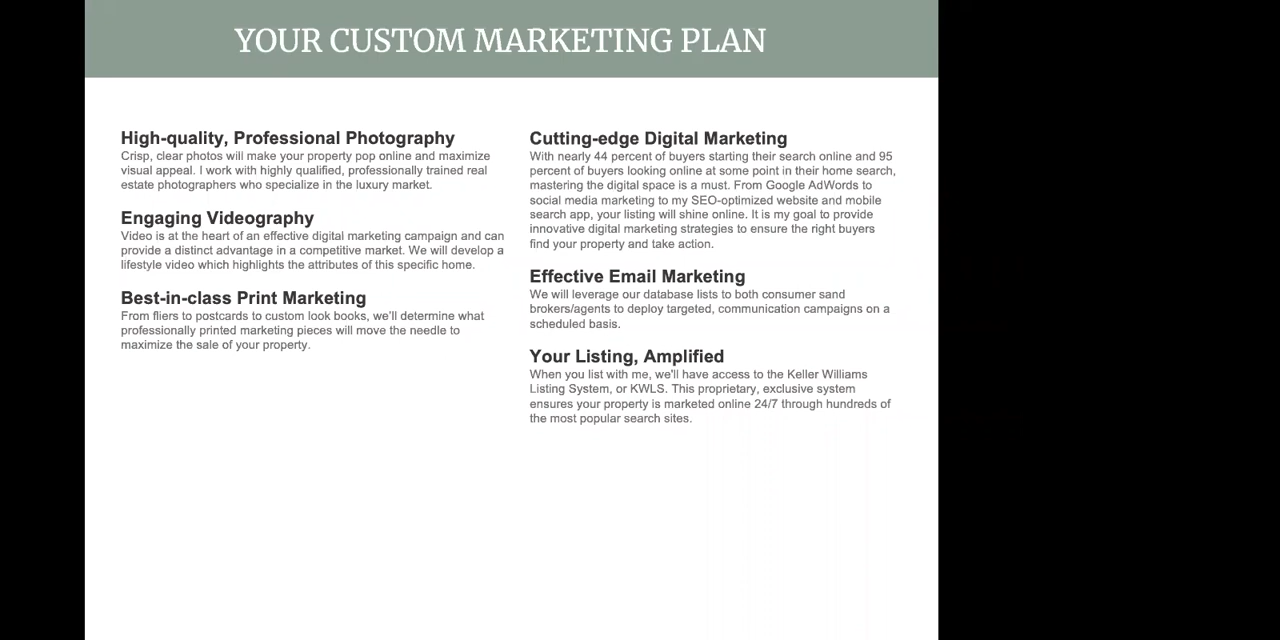 YOUR CUSTOM MARKETING PLAN
High-quality, Professional Photography
Crisp, clear photos will make your property pop online and maximize
visual appeal. I work with highly qualified, professionally trained real
estate photographers who specialize in the luxury market.
Engaging Videography
Video is at the heart of an effective digital marketing campaign and can
provide a distinct advantage in a competitive market. We will develop a
lifestyle video which highlights the attributes of this specific home.
Best-in-class Print Marketing
From fliers to postcards to custom look books, we'll determine what
professionally printed marketing pieces will move the needle to
maximize the sale of your property.
Cutting-edge Digital Marketing
With nearly 44 percent of buyers starting their search online and 95
percent of buyers looking online at some point in their home search,
mastering the digital space is a must. From Google AdWords to
social media marketing to my SEO-optimized website and mobile
search app, your listing will shine online. It is my goal to provide
innovative digital marketing strategies to ensure the right buyers
find your property and take action.
Effective Email Marketing
We will leverage our database lists to both consumer sand
brokers/agents to deploy targeted, communication campaigns on a
scheduled basis.
Your Listing, Amplified
When you list with me, we'll have access to the Keller Williams
Listing System, or KWLS. This proprietary, exclusive system
ensures your property is marketed online 24/7 through hundreds of
the most popular search sites.